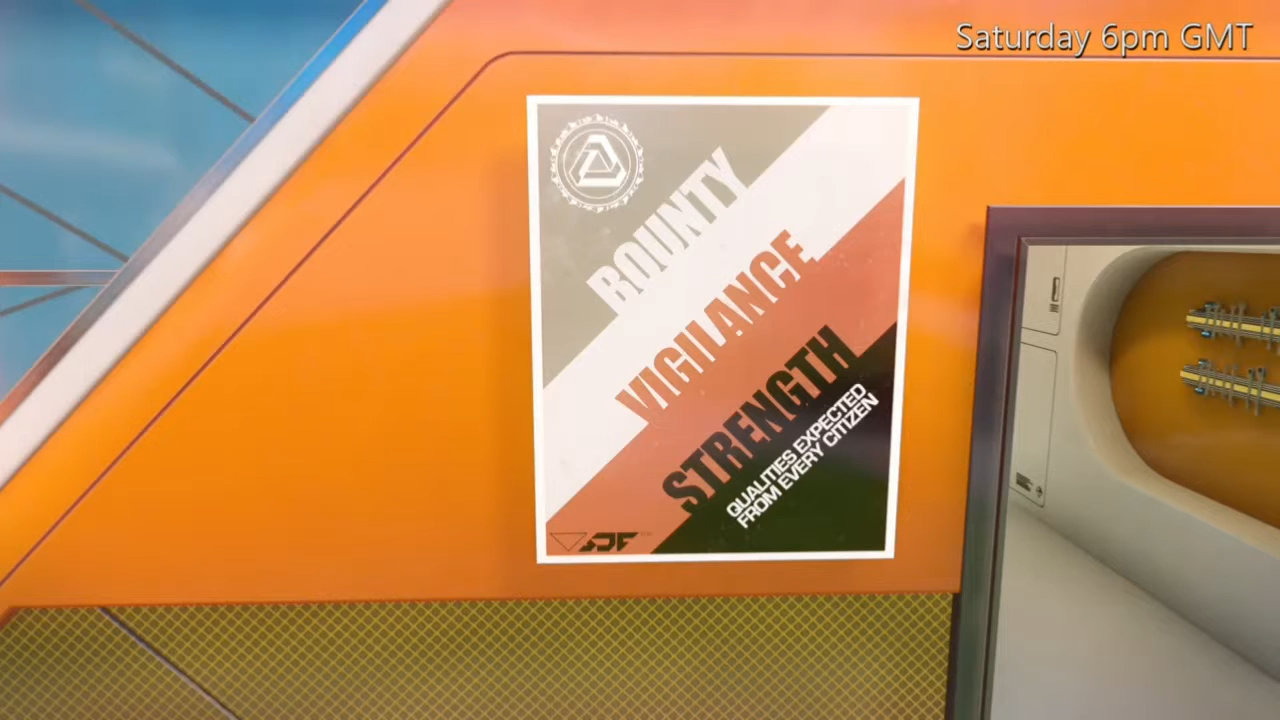 Saturday 6pm GMT
BOUNTY
VIGILANCE
STRENGTH
QUALITIES EXPECTED
FROM EVERY CITIZEN